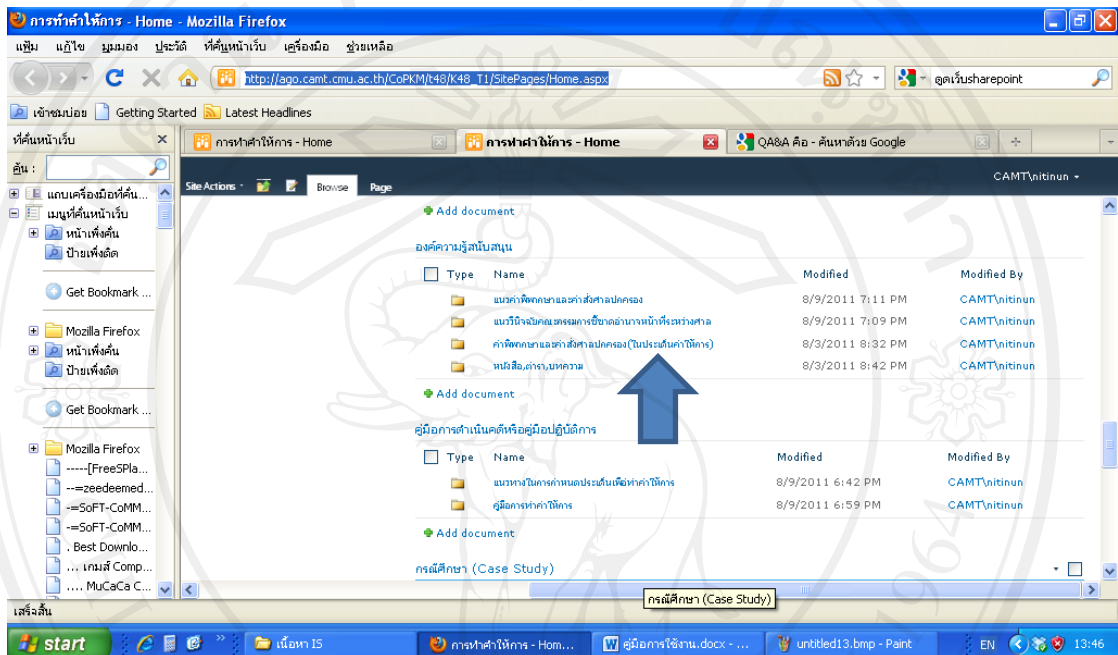 การทำคำให้การ - Home - Mozilla Firefox
แฟ้ม แก้ไข มุมมอง ประวัติ ที่คั่นหน้าเว็บ เครื่องมือ ช่วยเหลือ
http://ago.camt.cmu.ac.th/CoPKM/t48/K48_T1/SitePages/Home.aspx ดูดเว็บsharepoint
เข้าชมบ่อย Getting Started Latest Headlines
ที่คั่นหน้าเว็บ
การทำคำให้การ - Home การทำคำให้การ - Home QA&A คือ - ค้นหาด้วย Google
ค้น :
แถบเครื่องมือที่คั่น...
เมนูที่คั่นหน้าเว็บ
หน้าเพิ่งคั่น
ป้ายเพิ่งติด
Get Bookmark ...
Mozilla Firefox
หน้าเพิ่งคั่น
ป้ายเพิ่งติด
Get Bookmark ...
Mozilla Firefox
-----[FreeSPla...
--=zeedeemed...
-=SoFT-CoMM...
-=SoFT-CoMM...
. Best Downlo...
... เกมส์ Comp...
.... MuCaCa C...
Site Actions Browse Page CAMT\nitinun
Add document
องค์ความรู้สนับสนุน
Type Name Modified Modified By
แนวคำพิพากษาและคำสั่งศาลปกครอง 8/9/2011 7:11 PM CAMT\nitinun
แนววินิจฉัยคณะกรรมการชี้ขาดอำนาจหน้าที่ระหว่างศาล 8/9/2011 7:09 PM CAMT\nitinun
คำพิพากษาและคำสั่งศาลปกครอง(ในประเด็นคำให้การ) 8/3/2011 8:32 PM CAMT\nitinun
หนังสือ,ตำรา,บทความ 8/3/2011 8:42 PM CAMT\nitinun
Add document
คู่มือการดำเนินคดีหรือคู่มือปฏิบัติการ
Type Name Modified Modified By
แนวทางในการกำหนดประเด็นเพื่อทำคำให้การ 8/9/2011 6:42 PM CAMT\nitinun
คู่มือการทำคำให้การ 8/9/2011 6:59 PM CAMT\nitinun
Add document
กรณีศึกษา (Case Study)
กรณีศึกษา (Case Study)
เสร็จสิ้น
start เนื้อหา IS การทำคำให้การ - Hom... คู่มือการใช้งาน.docx - ... untitled13.bmp - Paint EN 13:46